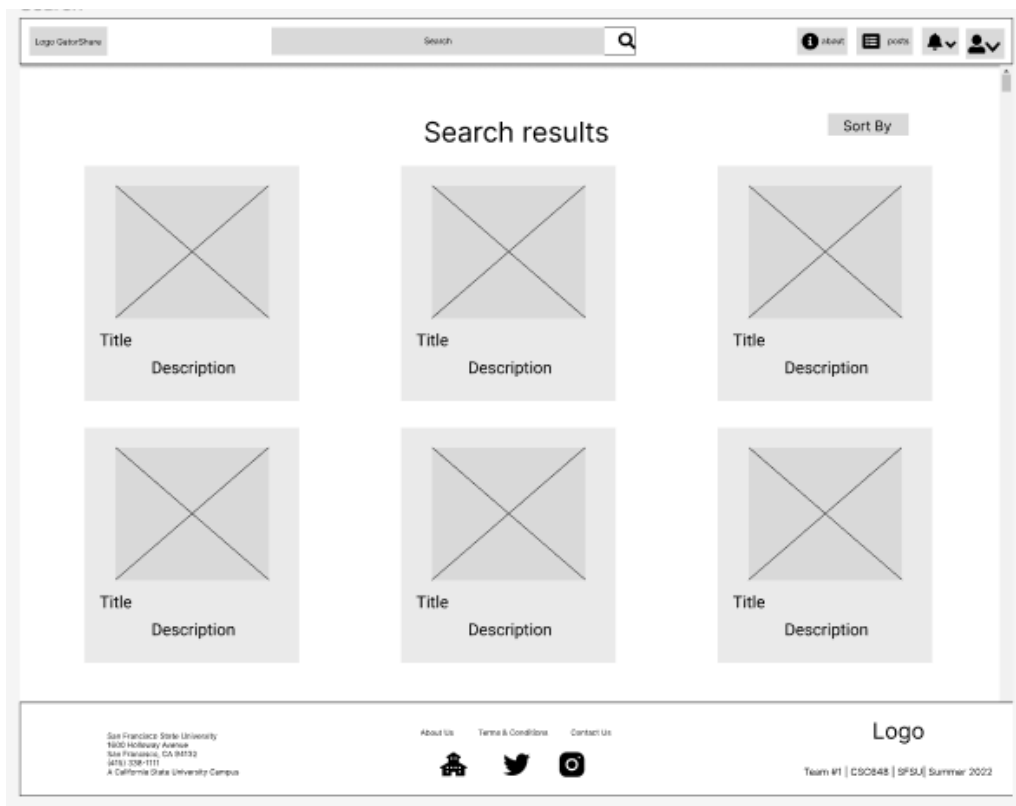 Logo GatorShare
Search
about
posts
Search results
Sort By
Title
Description
Title
Description
Title
Description
Title
Description
Title
Description
Title
Description
San Francisco State University
1600 Holloway Avenue
San Francisco, CA 94132
(415) 338-1111
A California State University Campus
About Us
Terms & Conditions
Contact Us
Logo
Team #1 | CSC648 | SFSU| Summer 2022